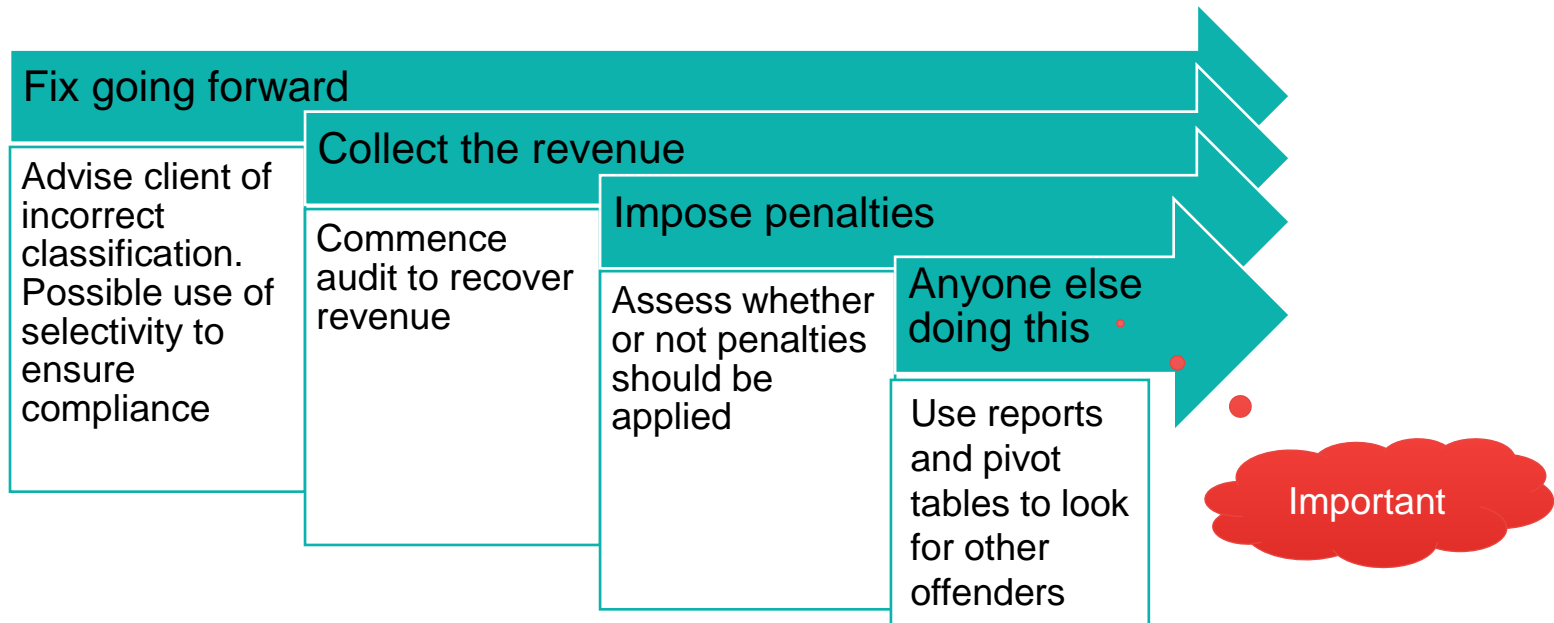 Fix going forward
Advise client of
incorrect
classification.
Possible use of
selectivity to
ensure
compliance
Collect the revenue
Commence
audit to recover
revenue
Impose penalties
Assess whether
or not penalties
should be
applied
Anyone else
doing this
Use reports
and pivot
tables to look
for other
offenders
Important